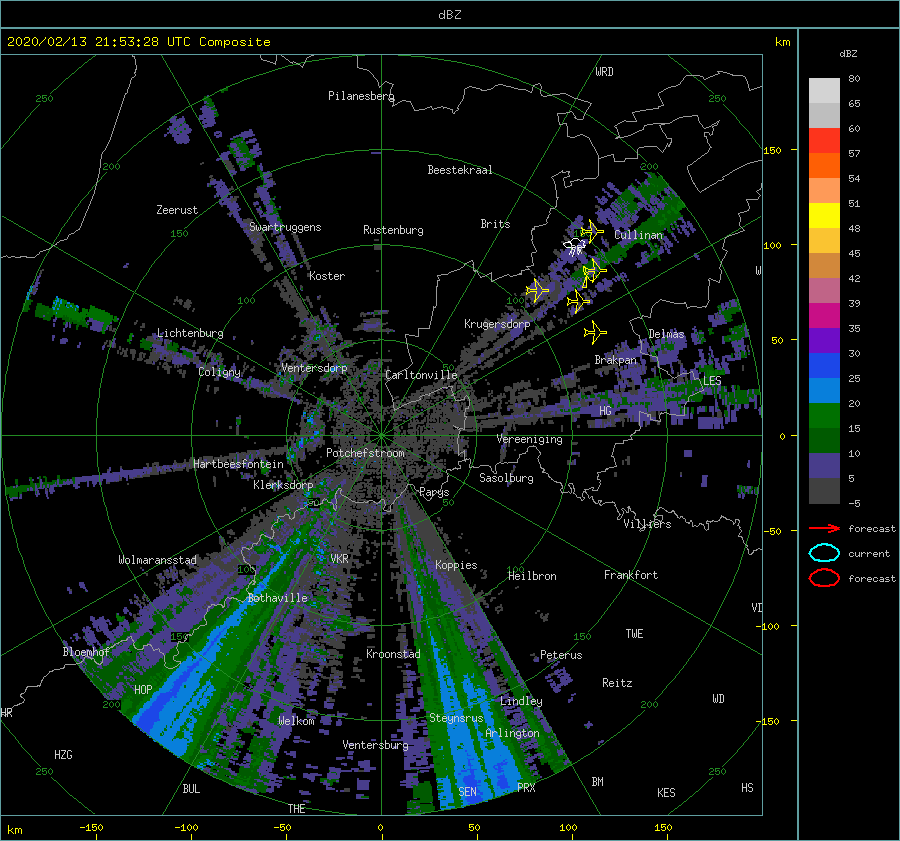 dBZ
2020/02/13 21:53:28 UTC Composite
km
dBZ
WRD
80
250
Pilanesberg
250
65
60
150
57
200
Beestekraal
200
54
Zeerust
51
Swartruggens
Rustenburg
Brits
Cullinan
150
48
100
45
Koster
W
42
100
100
39
Krugersdorp
Lichtenburg
Delmas
50
35
Brakpan
30
Coligny
Ventersdorp
Carltonville
LES
25
HG
20
Vereeniging
0
15
Potchefstroom
10
Hartbeesfontein
Klerksdorp
Sasolburg
5
Parys
50
50
-5
Villiers
-50
forecast
VKR
Wolmaransstad
Koppies
current
100
100
Heilbron
Frankfort
forecast
Bothaville
VI
-100
150
150
TWE
Bloemhof
Kroonstad
Peterus
HOP
Reitz
200
Lindley
200
WD
HR
Welkom
Steynsrus
-150
Arlington
HZG
Ventersburg
250
250
BUL
SEN
PRX
BM
KES
HS
THE
km
-150
-100
-50
0
50
100
150